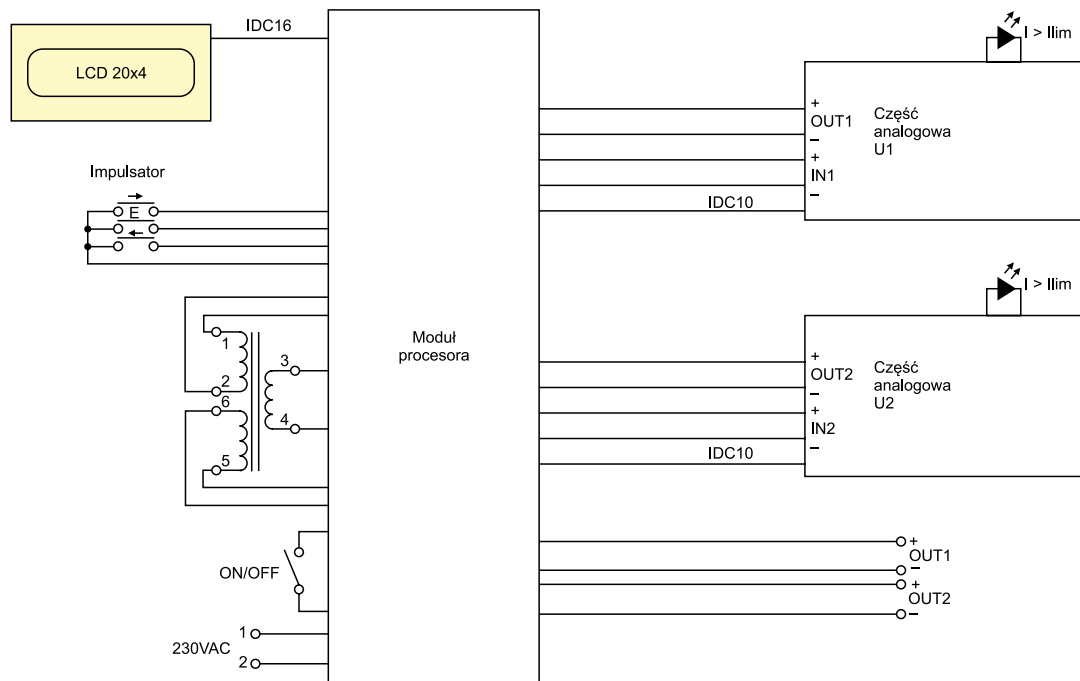 IDC16
LCD 20x4
Impulsator
E
1
2
6
5
3
4
ON/OFF
230VAC
1
2
Moduł
procesora
I > Ilim
+
OUT1
–
+
IN1
–
IDC10
Część
analogowa
U1
I > Ilim
+
OUT2
–
+
IN2
–
IDC10
Część
analogowa
U2
+
OUT1
–
+
OUT2
–